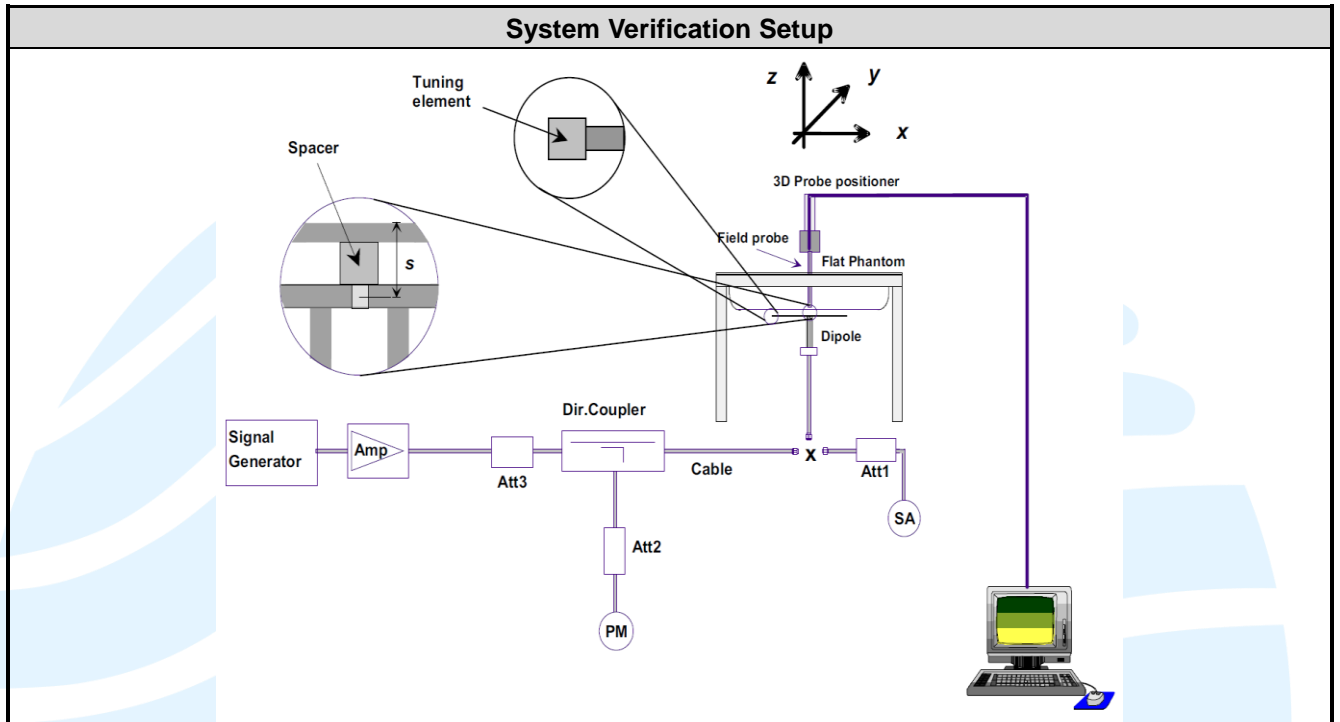 System Verification Setup
Tuning
element
z
y
x
Spacer
3D Probe positioner
Field probe
Flat Phantom
s
Dipole
Dir.Coupler
Signal
Generator
Amp
Att3
Cable
X
Att1
SA
Att2
PM